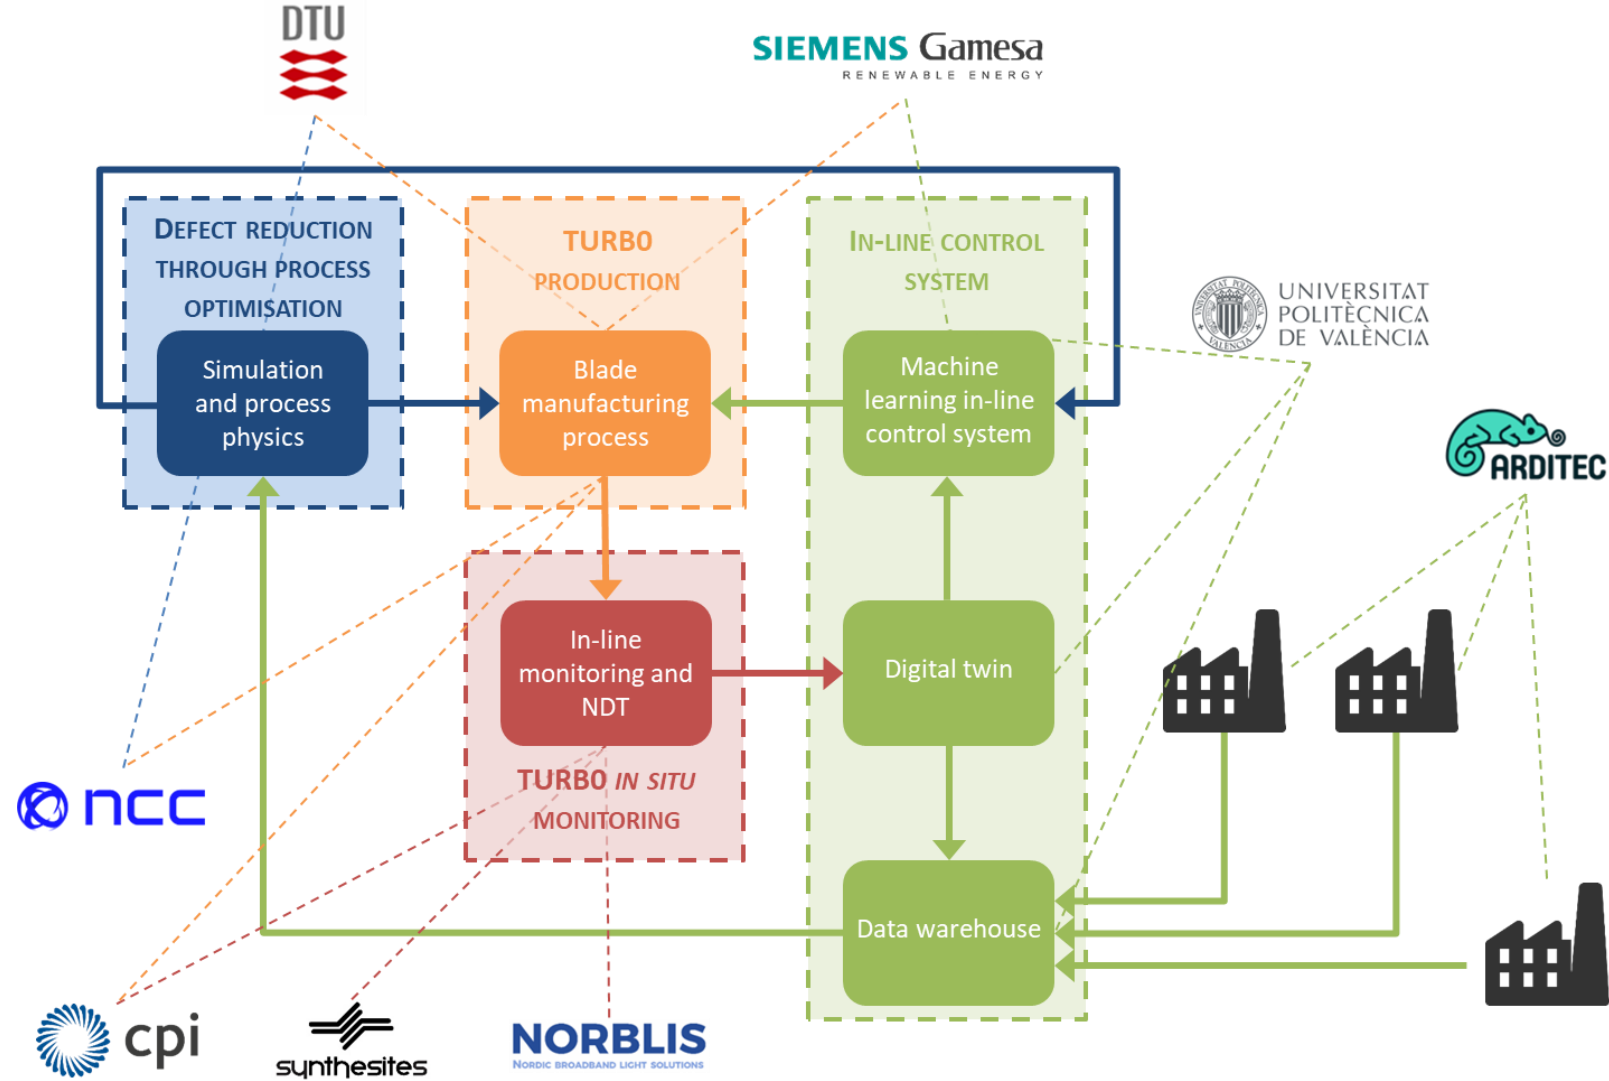 DTU
SIEMENS Gamesa
RENEWABLE ENERGY
DEFECT REDUCTION
THROUGH PROCESS
OPTIMISATION
Simulation
and process
physics
TURB0
PRODUCTION
Blade
manufacturing
process
IN-LINE CONTROL
SYSTEM
Machine
learning in-line
control system
UNIVERSITAT
POLITÈCNICA
DE VALÈNCIA
ARDITEC
In-line
monitoring and
NDT
TURB0 IN SITU
MONITORING
Digital twin
Data warehouse
ncc
cpi
synthesites
NORBLIS
NORDIC BROADBAND LIGHT SOLUTIONS